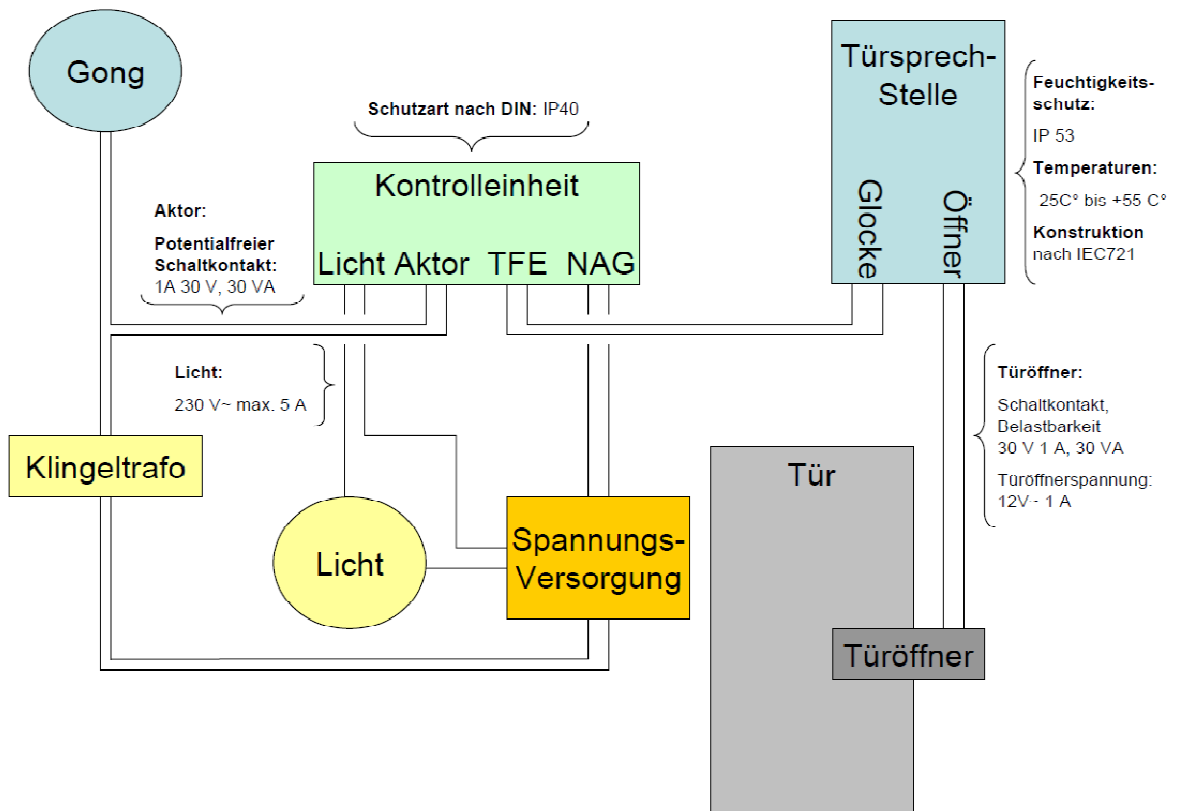 Gong
Türsprech-
Stelle
Glocke
Öffner
Feuchtigkeits-
schutz:
IP 53
Temperaturen:
25C° bis +55 C°
Konstruktion
nach IEC721
Schutzart nach DIN: IP40
Kontrolleinheit
Licht Aktor TFE NAG
Aktor:
Potentialfreier
Schaltkontakt:
1A 30 V, 30 VA
Licht:
230 V~ max. 5 A
Türöffner:
Schaltkontakt,
Belastbarkeit
30 V 1 A, 30 VA
Türöffnerspannung:
12V~ 1 A
Klingeltrafo
Licht
Spannungs-
Versorgung
Tür
Türöffner